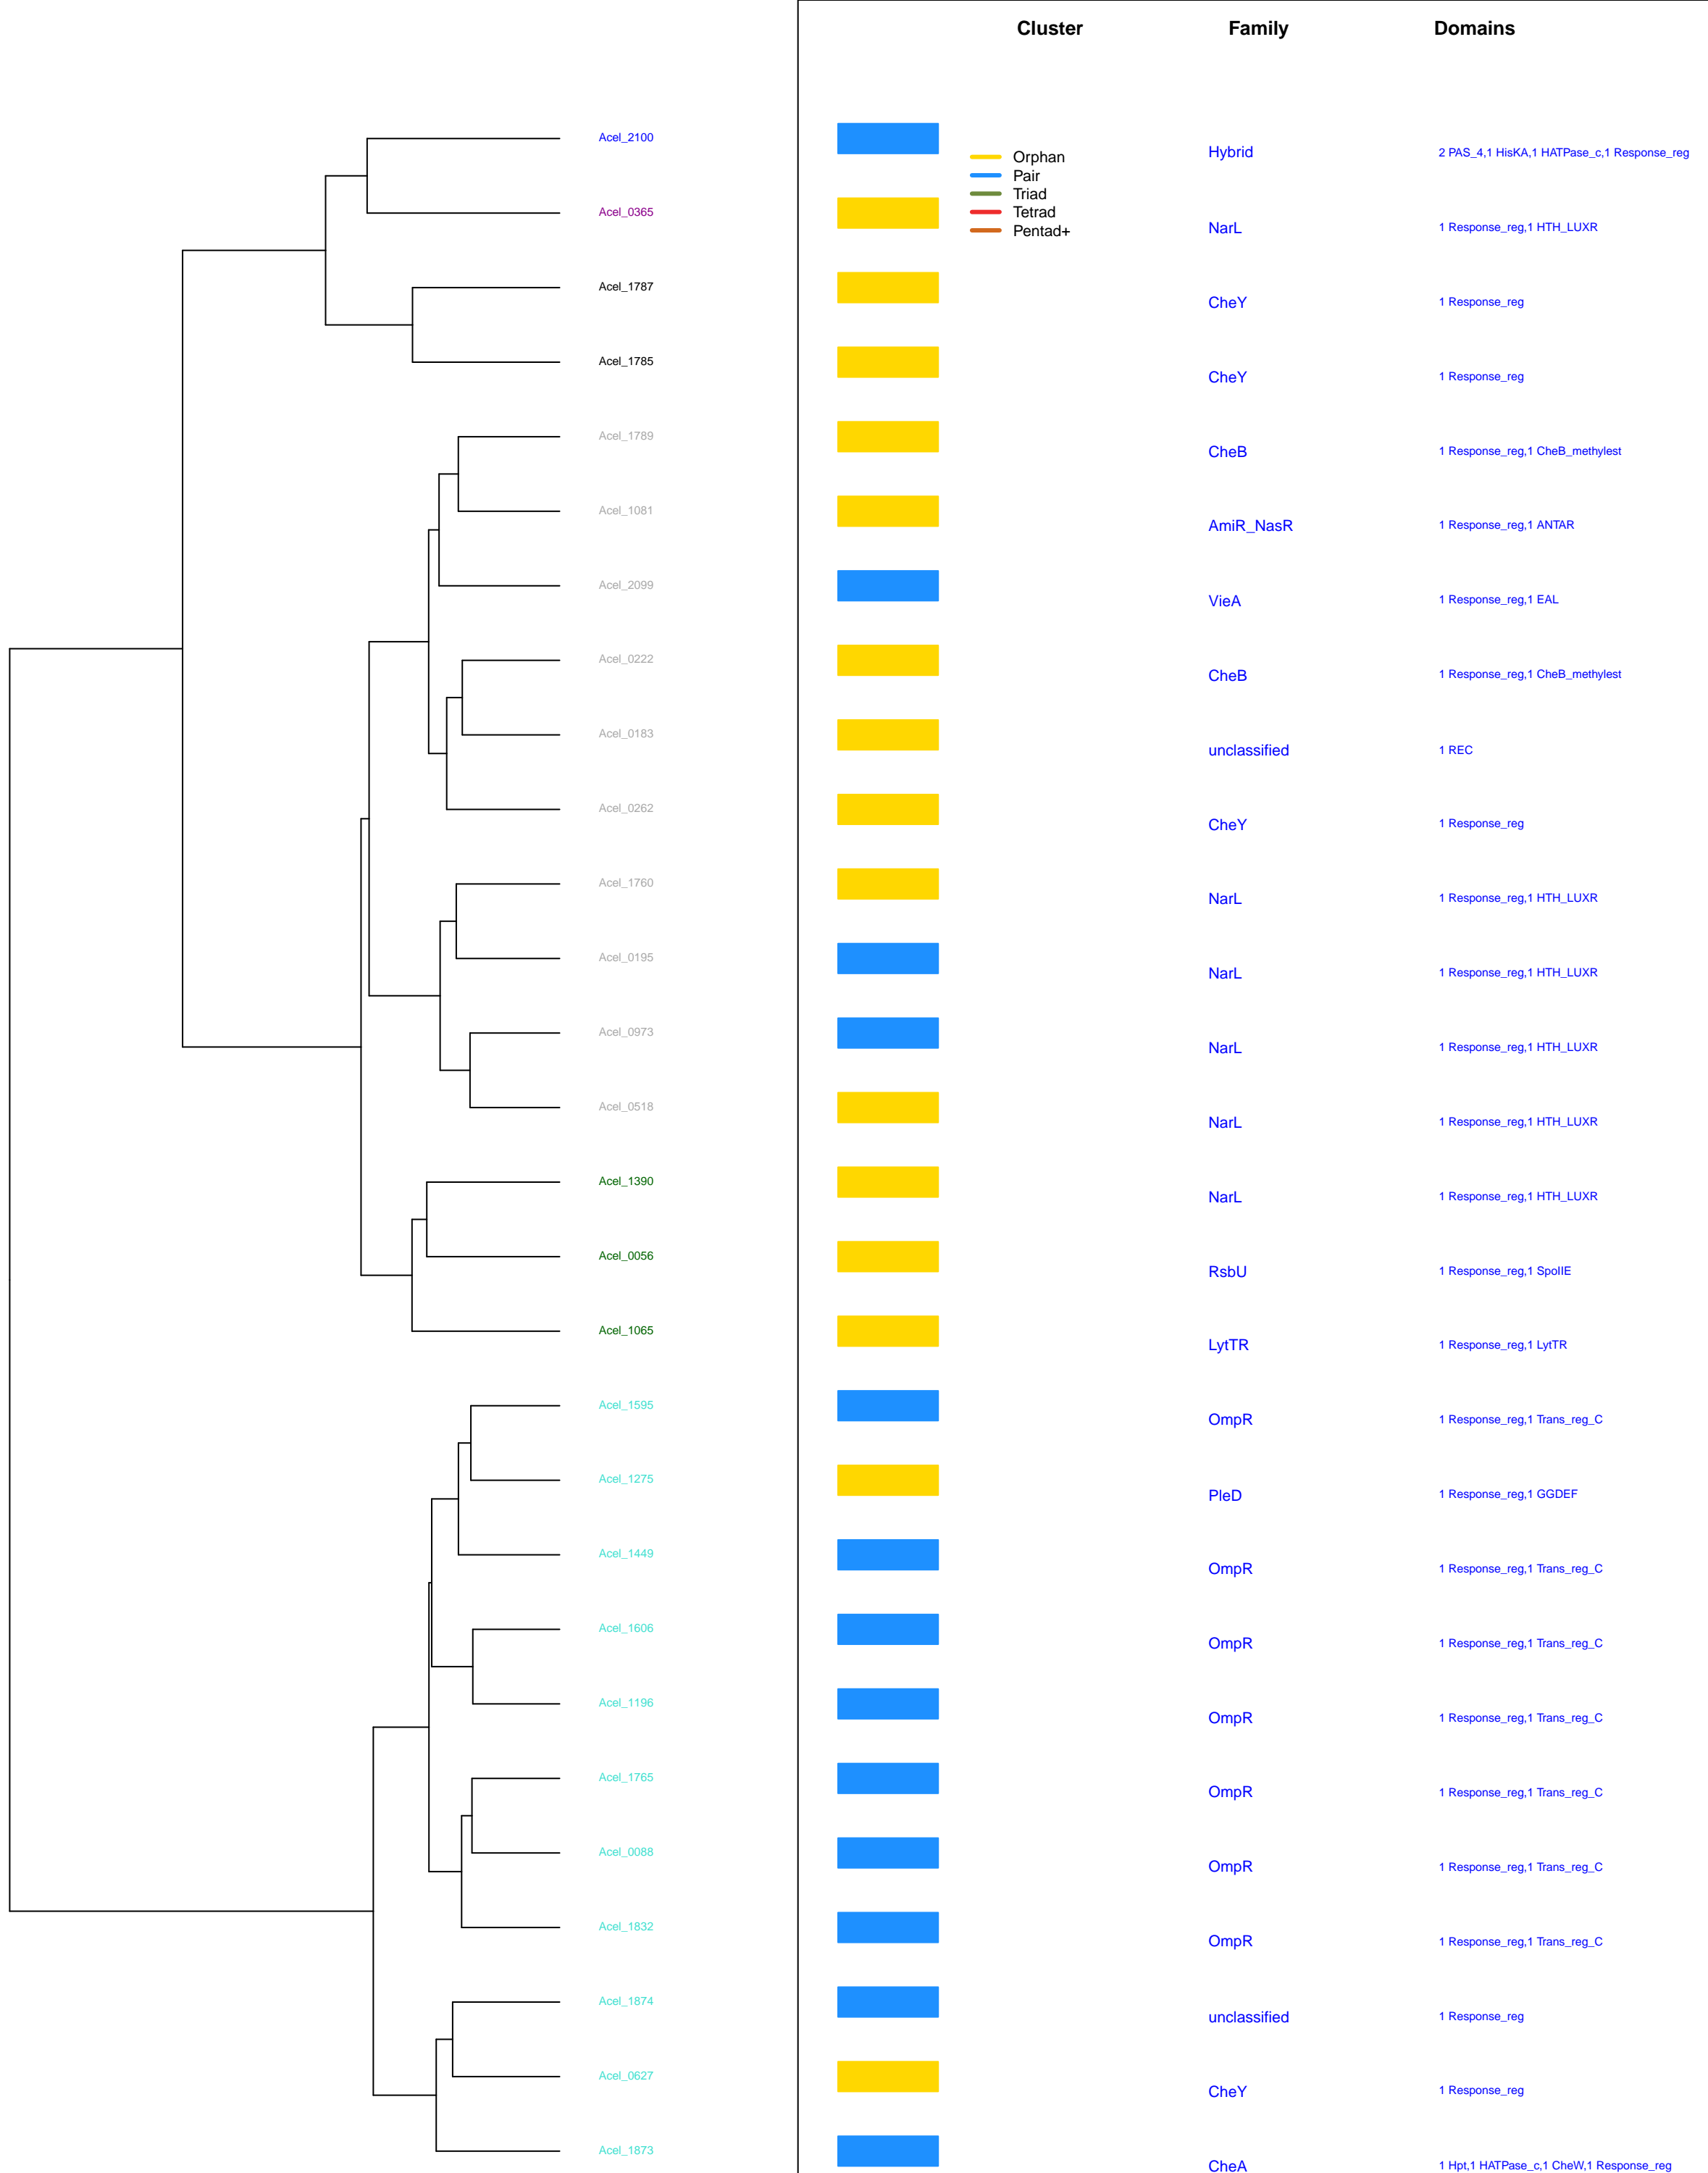 Cluster Family Domains
Acel_2100 Hybrid 2 PAS_4,1 HisKA,1 HATPase_c,1 Response_reg
Orphan
Pair
Triad
Tetrad
Pentad+
Acel_0365 NarL 1 Response_reg,1 HTH_LUXR
Acel_1787 CheY 1 Response_reg
Acel_1785 CheY 1 Response_reg
Acel_1789 CheB 1 Response_reg,1 CheB_methylest
Acel_1081 AmiR_NasR 1 Response_reg,1 ANTAR
Acel_2099 VieA 1 Response_reg,1 EAL
Acel_0222 CheB 1 Response_reg,1 CheB_methylest
Acel_0183 unclassified 1 REC
Acel_0262 CheY 1 Response_reg
Acel_1760 NarL 1 Response_reg,1 HTH_LUXR
Acel_0195 NarL 1 Response_reg,1 HTH_LUXR
Acel_0973 NarL 1 Response_reg,1 HTH_LUXR
Acel_0518 NarL 1 Response_reg,1 HTH_LUXR
Acel_1390 NarL 1 Response_reg,1 HTH_LUXR
Acel_0056 RsbU 1 Response_reg,1 SpoIIE
Acel_1065 LytTR 1 Response_reg,1 LytTR
Acel_1595 OmpR 1 Response_reg,1 Trans_reg_C
Acel_1275 PleD 1 Response_reg,1 GGDEF
Acel_1449 OmpR 1 Response_reg,1 Trans_reg_C
Acel_1606 OmpR 1 Response_reg,1 Trans_reg_C
Acel_1196 OmpR 1 Response_reg,1 Trans_reg_C
Acel_1765 OmpR 1 Response_reg,1 Trans_reg_C
Acel_0088 OmpR 1 Response_reg,1 Trans_reg_C
Acel_1832 OmpR 1 Response_reg,1 Trans_reg_C
Acel_1874 unclassified 1 Response_reg
Acel_0627 CheY 1 Response_reg
Acel_1873 CheA 1 Hpt,1 HATPase_c,1 CheW,1 Response_reg